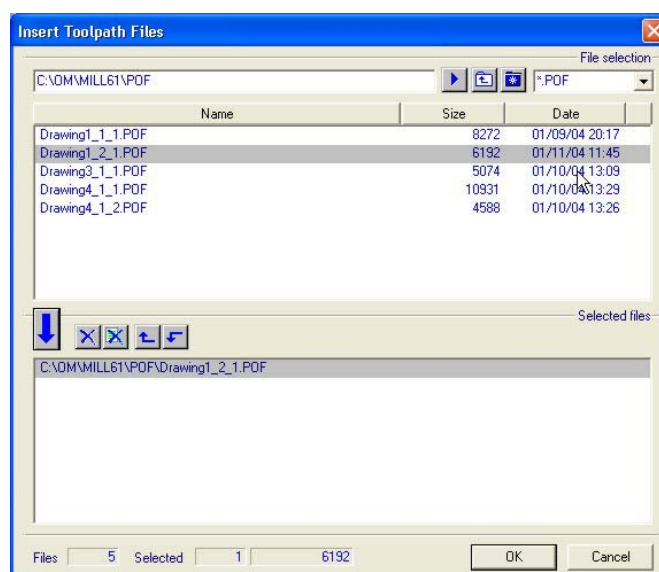 Insert Toolpath Files
File selection
C:\OM\MILL61\POF *.POF
Name Size Date
Drawing1_1_1.POF 8272 01/09/04 20:17
Drawing1_2_1.POF 6192 01/11/04 11:45
Drawing3_1_1.POF 5074 01/10/04 13:09
Drawing4_1_1.POF 10931 01/10/04 13:29
Drawing4_1_2.POF 4588 01/10/04 13:26
Selected files
C:\OM\MILL61\POF\Drawing1_2_1.POF
Files 5 Selected 1 6192 OK Cancel